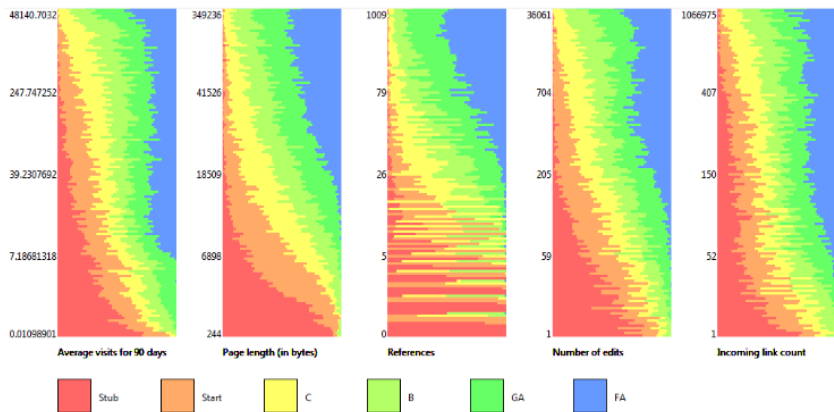 48140.7032
247.747252
39.2307692
7.18681318
0.01098901
Average visits for 90 days
349236
41526
18509
6898
244
Page length (in bytes)
1009
79
26
5
0
References
36061
704
205
59
1
Number of edits
1066975
407
150
52
1
Incoming link count
Stub
Start
C
B
GA
FA